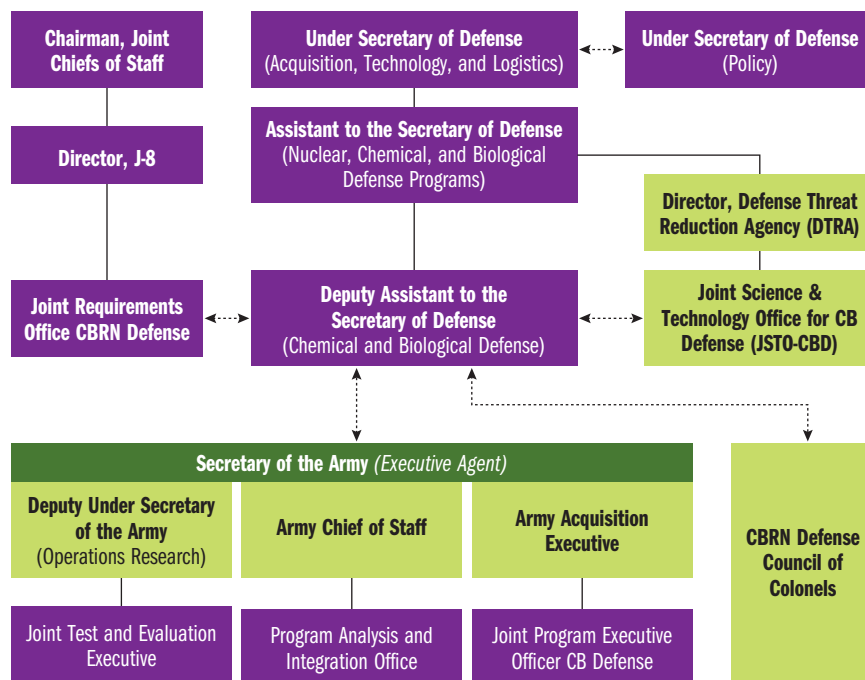 Chairman, Joint
Chiefs of Staff
Under Secretary of Defense
(Acquisition, Technology, and Logistics)
Under Secretary of Defense
(Policy)
Director, J-8
Assistant to the Secretary of Defense
(Nuclear, Chemical, and Biological
Defense Programs)
Director, Defense Threat
Reduction Agency (DTRA)
Joint Requirements
Office CBRN Defense
Deputy Assistant to the
Secretary of Defense
(Chemical and Biological Defense)
Joint Science &
Technology Office for CB
Defense (JSTO-CBD)
Secretary of the Army (Executive Agent)
Deputy Under Secretary
of the Army
(Operations Research)
Army Chief of Staff
Army Acquisition
Executive
CBRN Defense
Council of
Colonels
Joint Test and Evaluation
Executive
Program Analysis and
Integration Office
Joint Program Executive
Officer CB Defense